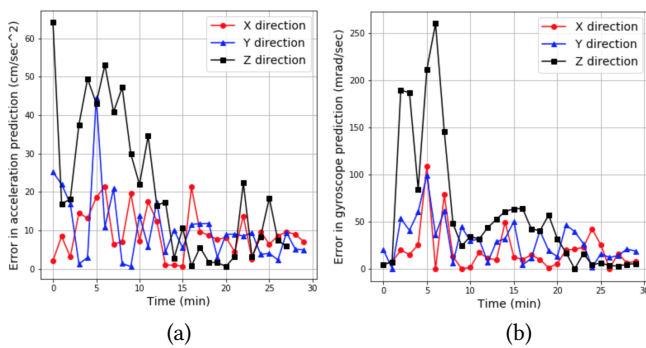 Error in acceleration prediction (cm/sec^2)
60
50
40
30
20
10
0
X direction
Y direction
Z direction
0
5
10
15
20
25
30
Time (min)
(a)
Error in gyroscope prediction (mrad/sec)
250
200
150
100
50
0
X direction
Y direction
Z direction
0
5
10
15
20
25
30
Time (min)
(b)